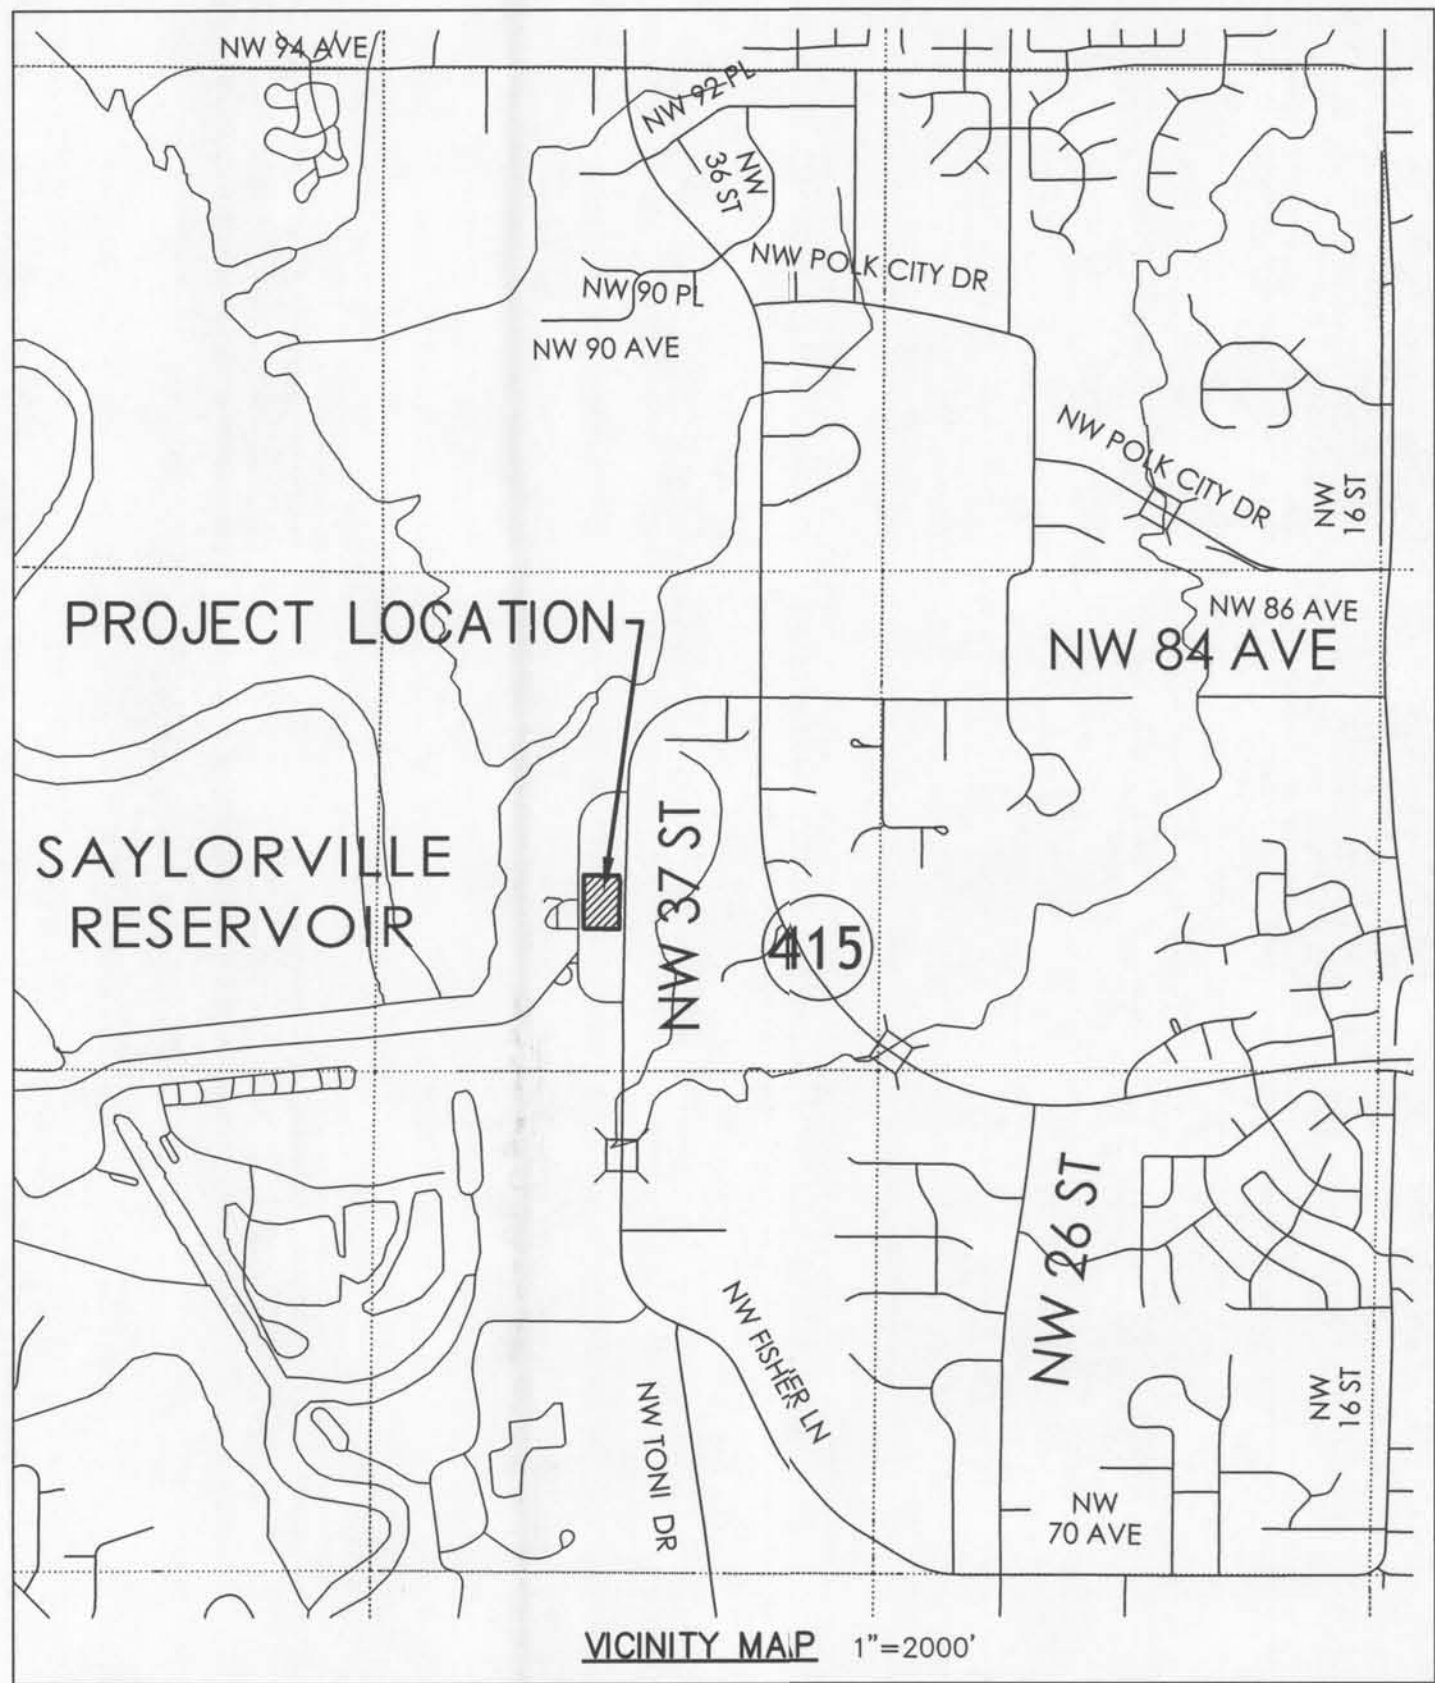 NW 94 AVE
NW 92 PL
NW
36 ST
NW POLK CITY DR
NW 90 PL
NW 90 AVE
NW POLK CITY DR
NW
16 ST
PROJECT LOCATION
NW 86 AVE
NW 84 AVE
SAYLORVILLE
RESERVOIR
NW 37 ST
415
NW 26 ST
NW FISHER LN
NW TONI DR
NW
16 ST
NW
70 AVE
VICINITY MAP 1"=2000'